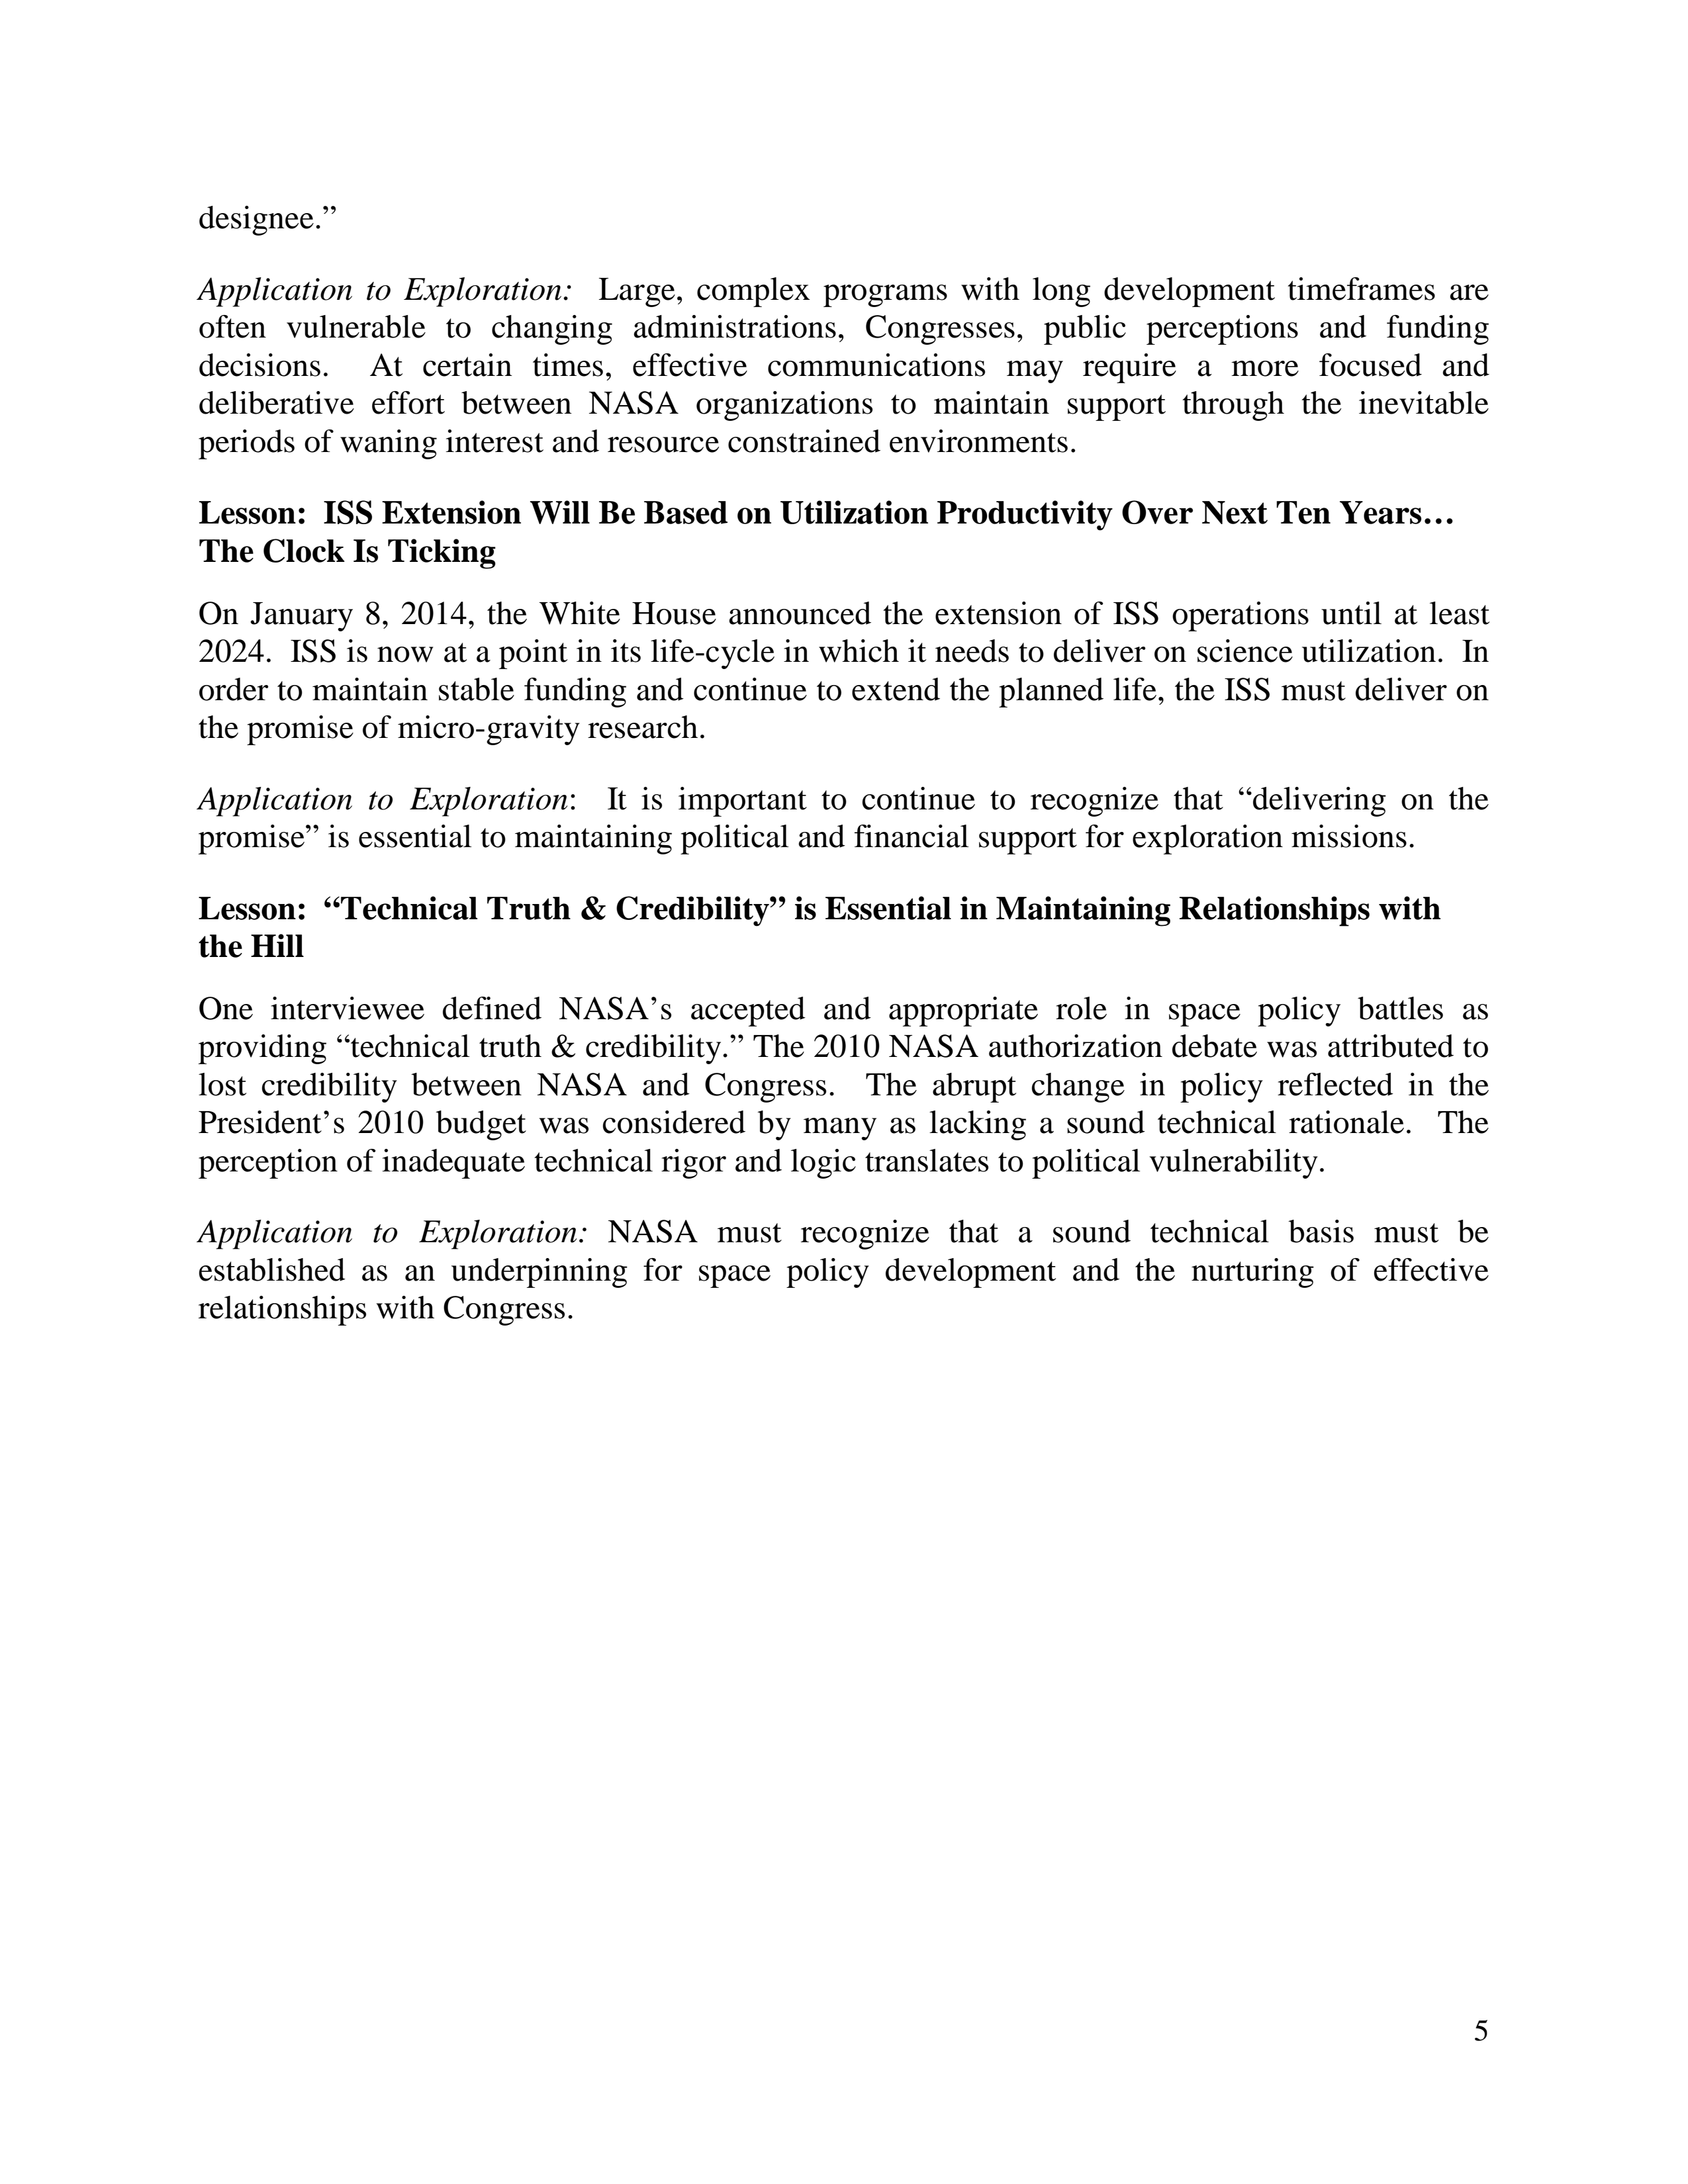 designee.”
Application to Exploration:  Large, complex programs with long development timeframes are
often vulnerable to changing administrations, Congresses, public perceptions and funding
decisions.  At certain times, effective communications may require a more focused and
deliberative effort between NASA organizations to maintain support through the inevitable
periods of waning interest and resource constrained environments.
Lesson:  ISS Extension Will Be Based on Utilization Productivity Over Next Ten Years…
The Clock Is Ticking
On January 8, 2014, the White House announced the extension of ISS operations until at least
2024.  ISS is now at a point in its life-cycle in which it needs to deliver on science utilization.  In
order to maintain stable funding and continue to extend the planned life, the ISS must deliver on
the promise of micro-gravity research.
Application to Exploration:  It is important to continue to recognize that “delivering on the
promise” is essential to maintaining political and financial support for exploration missions.
Lesson:  “Technical Truth & Credibility” is Essential in Maintaining Relationships with
the Hill
One interviewee defined NASA’s accepted and appropriate role in space policy battles as
providing “technical truth & credibility.” The 2010 NASA authorization debate was attributed to
lost credibility between NASA and Congress.  The abrupt change in policy reflected in the
President’s 2010 budget was considered by many as lacking a sound technical rationale.  The
perception of inadequate technical rigor and logic translates to political vulnerability.
Application to Exploration: NASA must recognize that a sound technical basis must be
established as an underpinning for space policy development and the nurturing of effective
relationships with Congress.
5